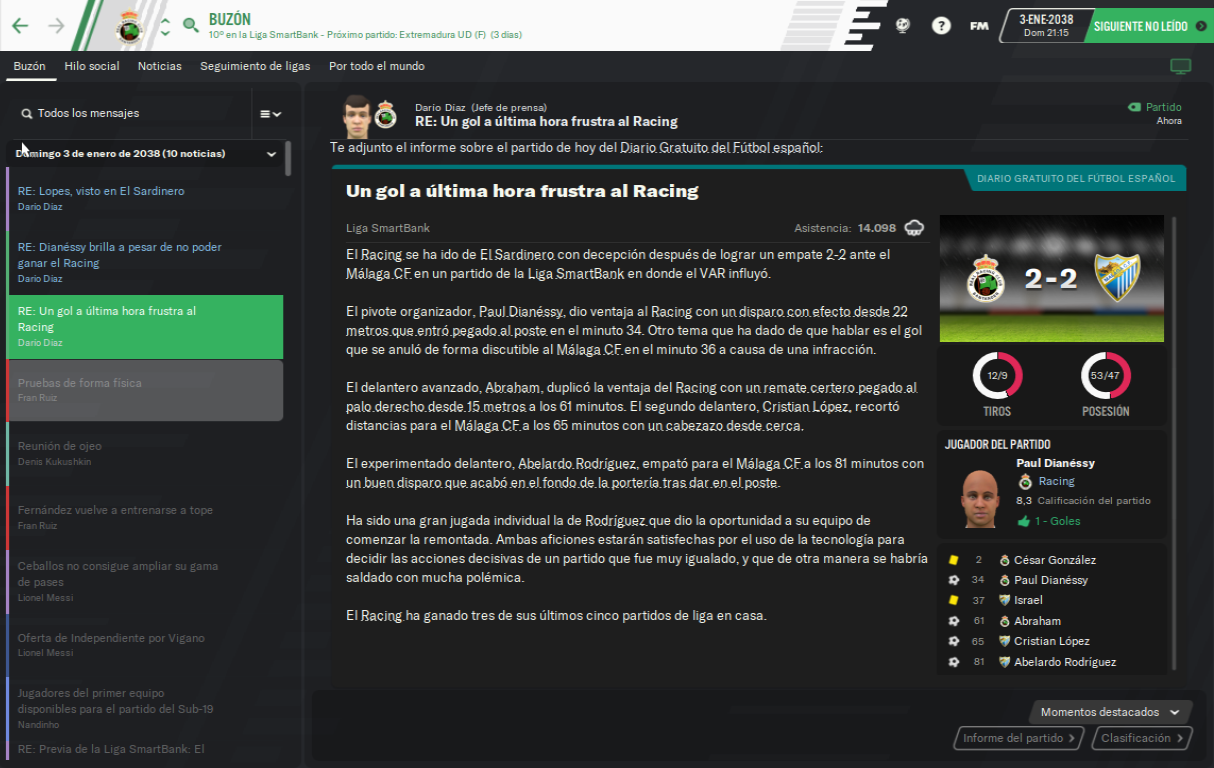 BUZÓN
10º en la Liga SmartBank - Próximo partido: Extremadura UD (F) (3 días)
FM
3-ENE-2038
Dom 21:15
SIGUIENTE NO LEÍDO
Buzón Hilo social Noticias Seguimiento de ligas Por todo el mundo
Todos los mensajes
Domingo 3 de enero de 2038 (10 noticias)
RE: Lopes, visto en El Sardinero
Darío Díaz
RE: Dianéssy brilla a pesar de no poder
ganar el Racing
Darío Díaz
RE: Un gol a última hora frustra al
Racing
Darío Díaz
Pruebas de forma física
Fran Ruiz
Reunión de ojeo
Denis Kukushkin
Fernández vuelve a entrenarse a tope
Fran Ruiz
Ceballos no consigue ampliar su gama
de pases
Lionel Messi
Oferta de Independiente por Vigano
Lionel Messi
Jugadores del primer equipo
disponibles para el partido del Sub-19
Nandinho
RE: Previa de la Liga SmartBank: El
Darío Díaz (Jefe de prensa)
RE: Un gol a última hora frustra al Racing
Partido
Ahora
Te adjunto el informe sobre el partido de hoy del Diario Gratuito del Fútbol español:
DIARIO GRATUITO DEL FÚTBOL ESPAÑOL
Un gol a última hora frustra al Racing
Liga SmartBank
Asistencia: 14.098
El Racing se ha ido de El Sardinero con decepción después de lograr un empate 2-2 ante el
Málaga CF en un partido de la Liga SmartBank en donde el VAR influyó.
El pivote organizador, Paul Dianéssy, dio ventaja al Racing con un disparo con efecto desde 22
metros que entró pegado al poste en el minuto 34. Otro tema que ha dado de que hablar es el gol
que se anuló de forma discutible al Málaga CF en el minuto 36 a causa de una infracción.
El delantero avanzado, Abraham, duplicó la ventaja del Racing con un remate certero pegado al
palo derecho desde 15 metros a los 61 minutos. El segundo delantero, Cristian López, recortó
distancias para el Málaga CF a los 65 minutos con un cabezazo desde cerca.
El experimentado delantero, Abelardo Rodríguez, empató para el Málaga CF a los 81 minutos con
un buen disparo que acabó en el fondo de la portería tras dar en el poste.
Ha sido una gran jugada individual la de Rodríguez que dio la oportunidad a su equipo de
comenzar la remontada. Ambas aficiones estarán satisfechas por el uso de la tecnología para
decidir las acciones decisivas de un partido que fue muy igualado, y que de otra manera se habría
saldado con mucha polémica.
El Racing ha ganado tres de sus últimos cinco partidos de liga en casa.
2-2
12/9
53/47
TIROS
POSESIÓN
JUGADOR DEL PARTIDO
Paul Dianéssy
Racing
8,3 Calificación del partido
1 - Goles
2 César González
34 Paul Dianéssy
37 Israel
61 Abraham
65 Cristian López
81 Abelardo Rodríguez
Momentos destacados
Informe del partido
Clasificación